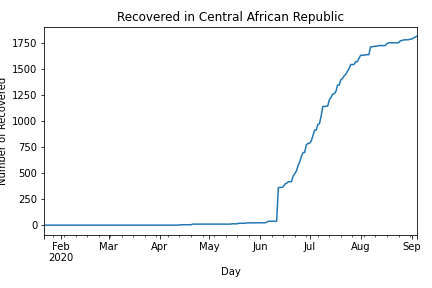 Recovered in Central African Republic
Number of Recovered
1750
1500
1250
1000
750
500
250
0
Feb Mar Apr May Jun Jul Aug Sep
2020
Day